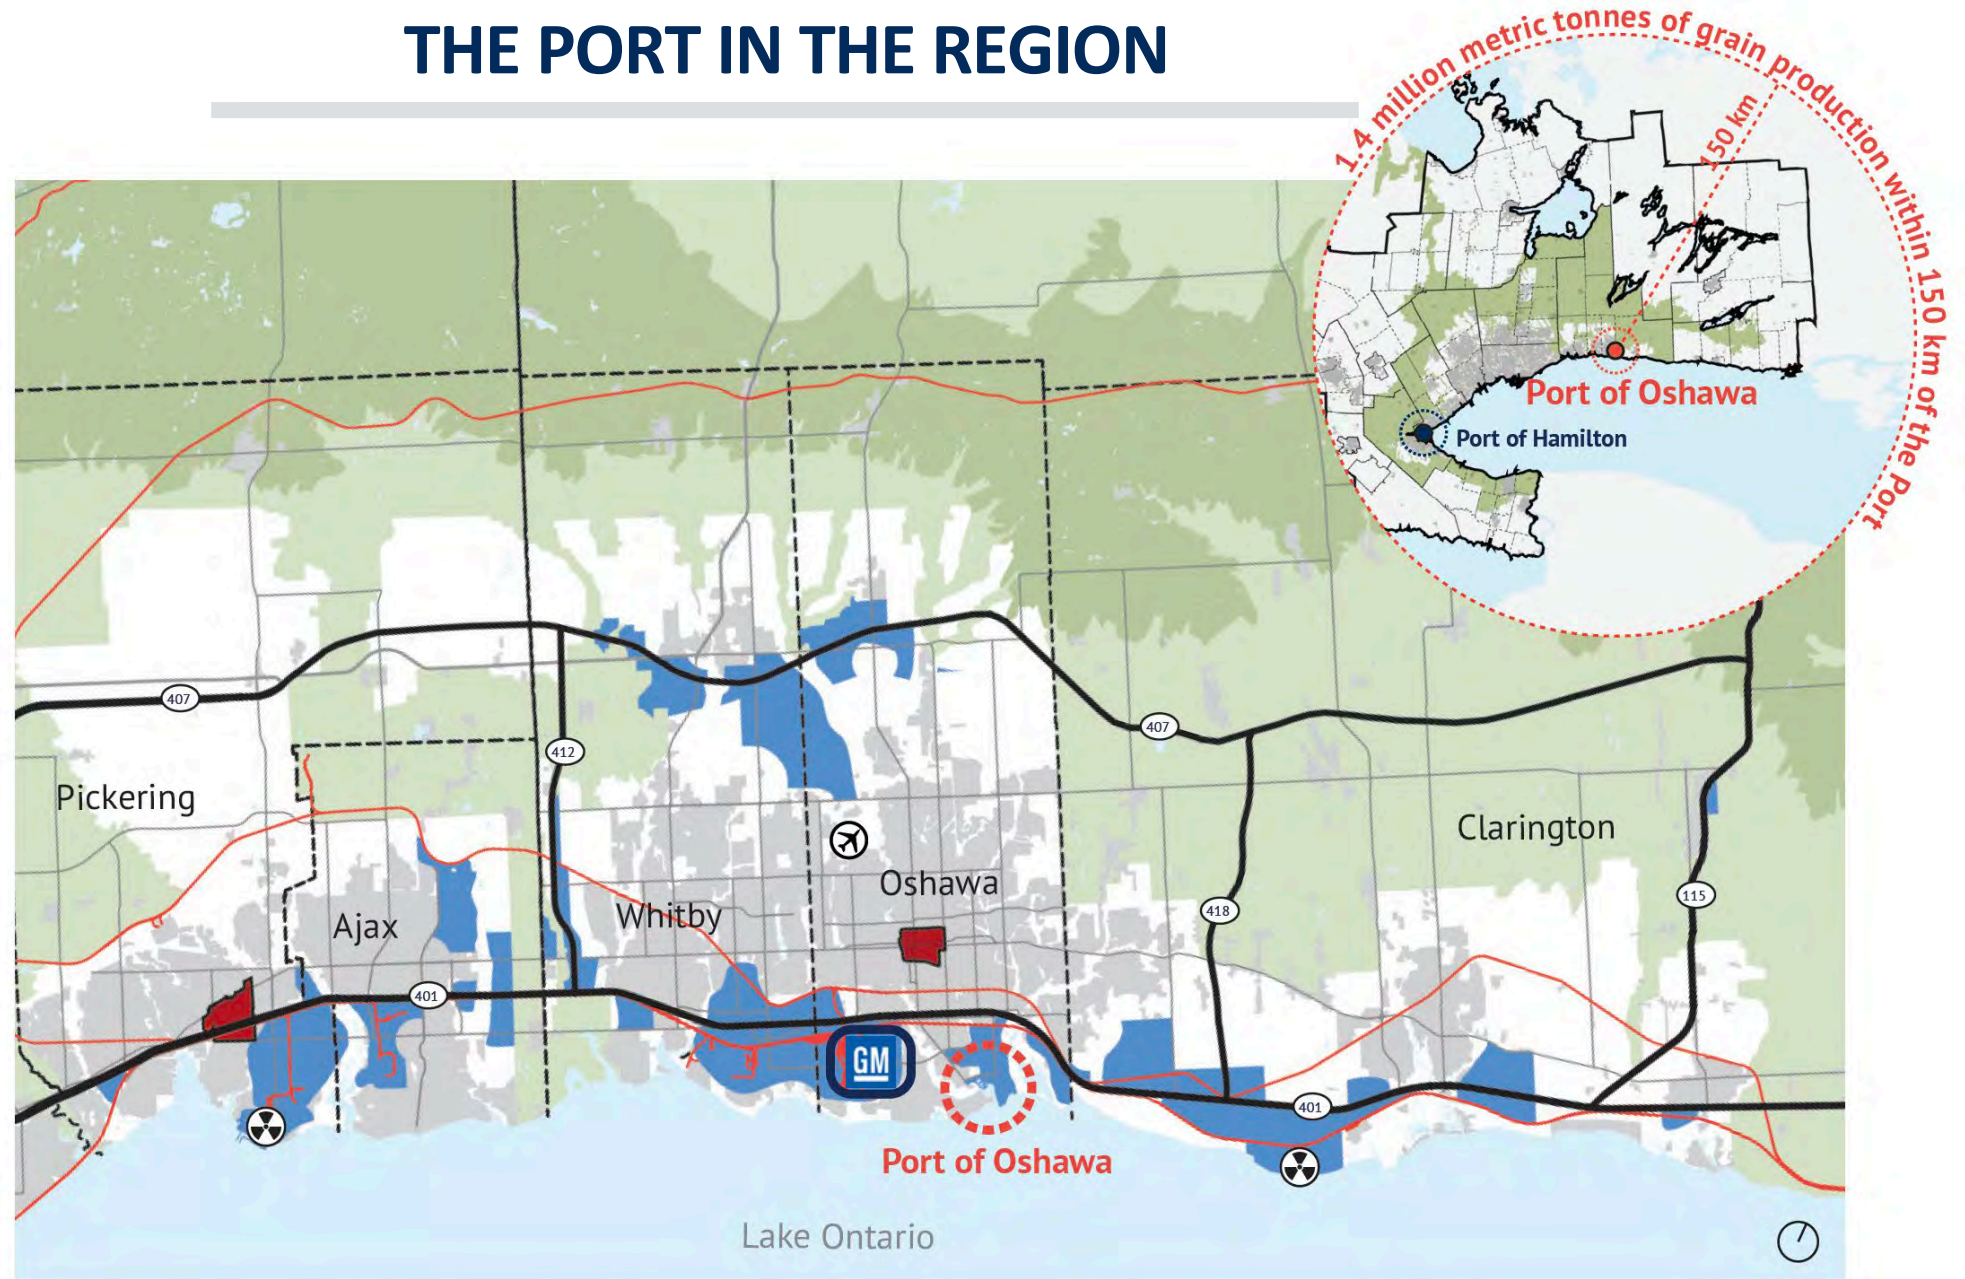 THE PORT IN THE REGION
1.4 million metric tonnes of grain production within 150 km of the Port
150 km
Port of Oshawa
Port of Hamilton
407
407
412
Pickering
Clarington
Oshawa
115
418
Whitby
Ajax
401
GM
401
Port of Oshawa
Lake Ontario